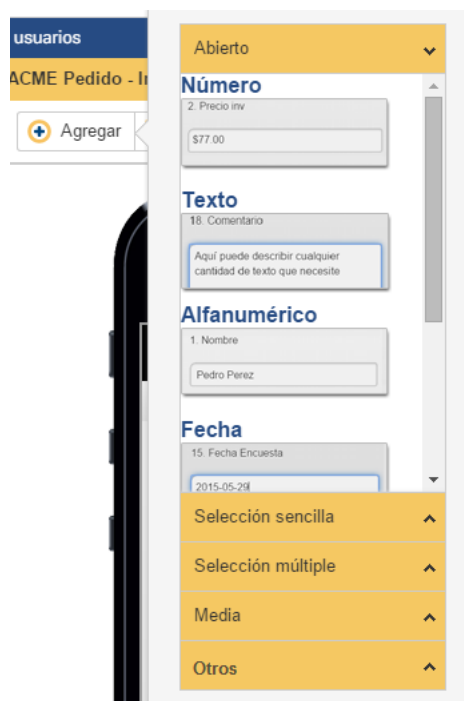 usuarios
ACME Pedido - In
Agregar
Abierto
Número
2. Precio inv
$77.00
Texto
18. Comentario
Aquí puede describir cualquier
cantidad de texto que necesite
Alfanumérico
1. Nombre
Pedro Perez
Fecha
15. Fecha Encuesta
2015-05-29
Selección sencilla
Selección múltiple
Media
Otros